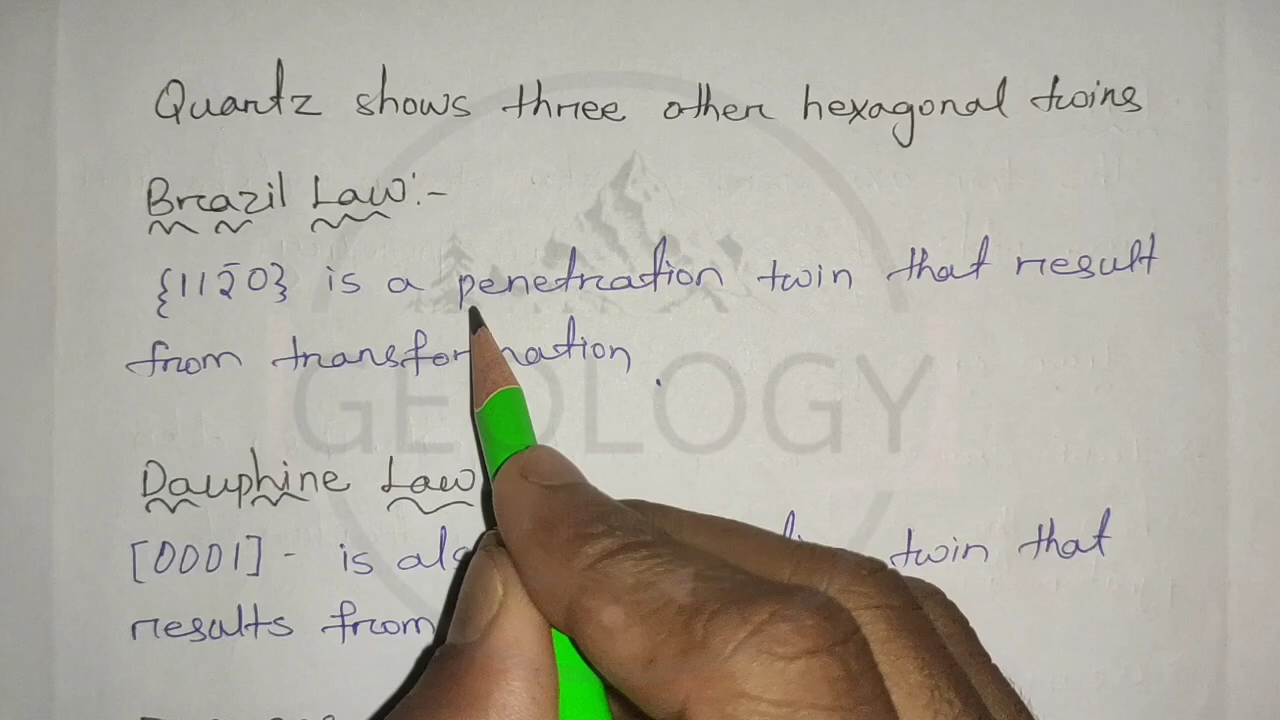 Quartz shows three other hexagonal twins
Brazil Law:-
{112̄0} is a penetration twin that result
from transformation.
GEOLOGY
Dauphine Law
[0001] - is twin that
results from